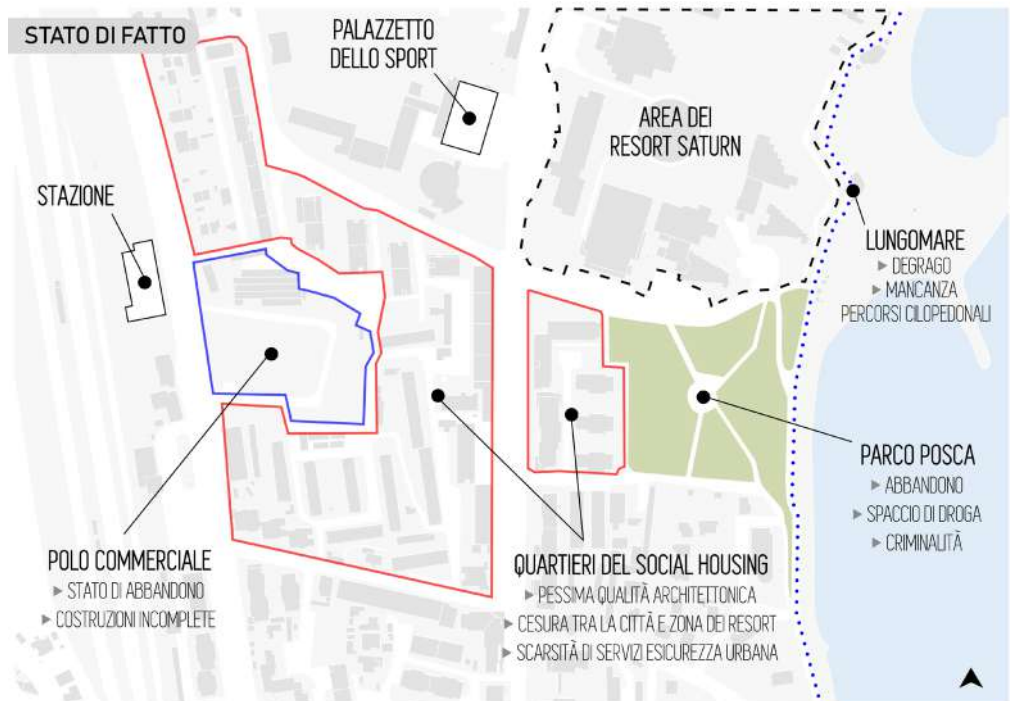 STATO DI FATTO
PALAZZETTO
DELLO SPORT
AREA DEI
RESORT SATURN
STAZIONE
LUNGOMARE
▶ DEGRAGO
▶ MANCANZA
PERCORSI CILOPEDONALI
PARCO POSCA
▶ ABBANDONO
▶ SPACCIO DI DROGA
▶ CRIMINALITÀ
POLO COMMERCIALE
▶ STATO DI ABBANDONO
▶ COSTRUZIONI INCOMPLETE
QUARTIERI DEL SOCIAL HOUSING
▶ PESSIMA QUALITÀ ARCHITETTONICA
▶ CESURA TRA LA CITTÀ E ZONA DEI RESORT
▶ SCARSITÀ DI SERVIZI ESICUREZZA URBANA